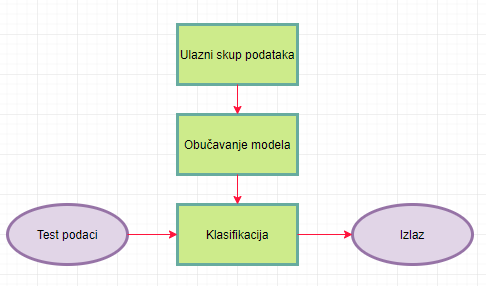 Ulazni skup podataka
Obučavanje modela
Test podaci
Klasifikacija
Izlaz